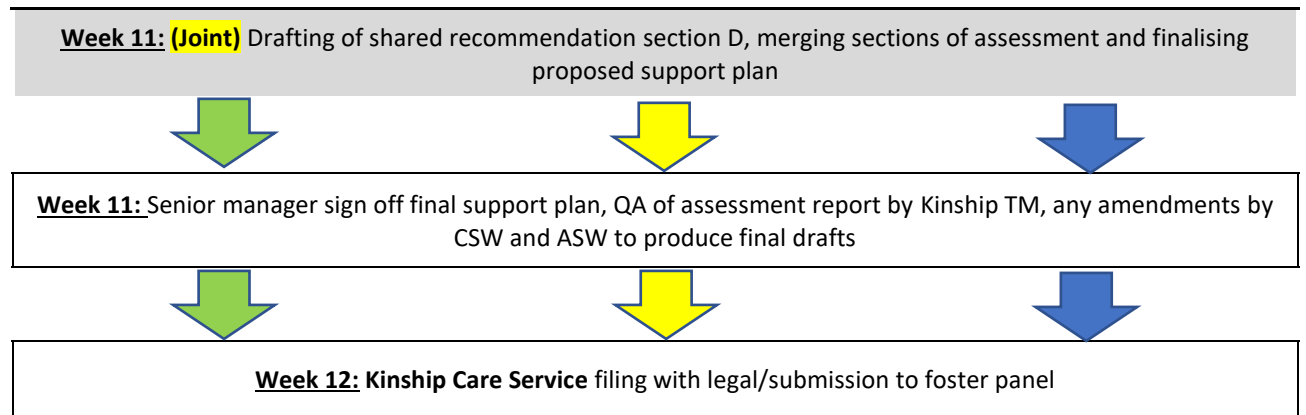 Week 11: (Joint) Drafting of shared recommendation section D, merging sections of assessment and finalising
proposed support plan
Week 11: Senior manager sign off final support plan, QA of assessment report by Kinship TM, any amendments by
CSW and ASW to produce final drafts
Week 12: Kinship Care Service filing with legal/submission to foster panel